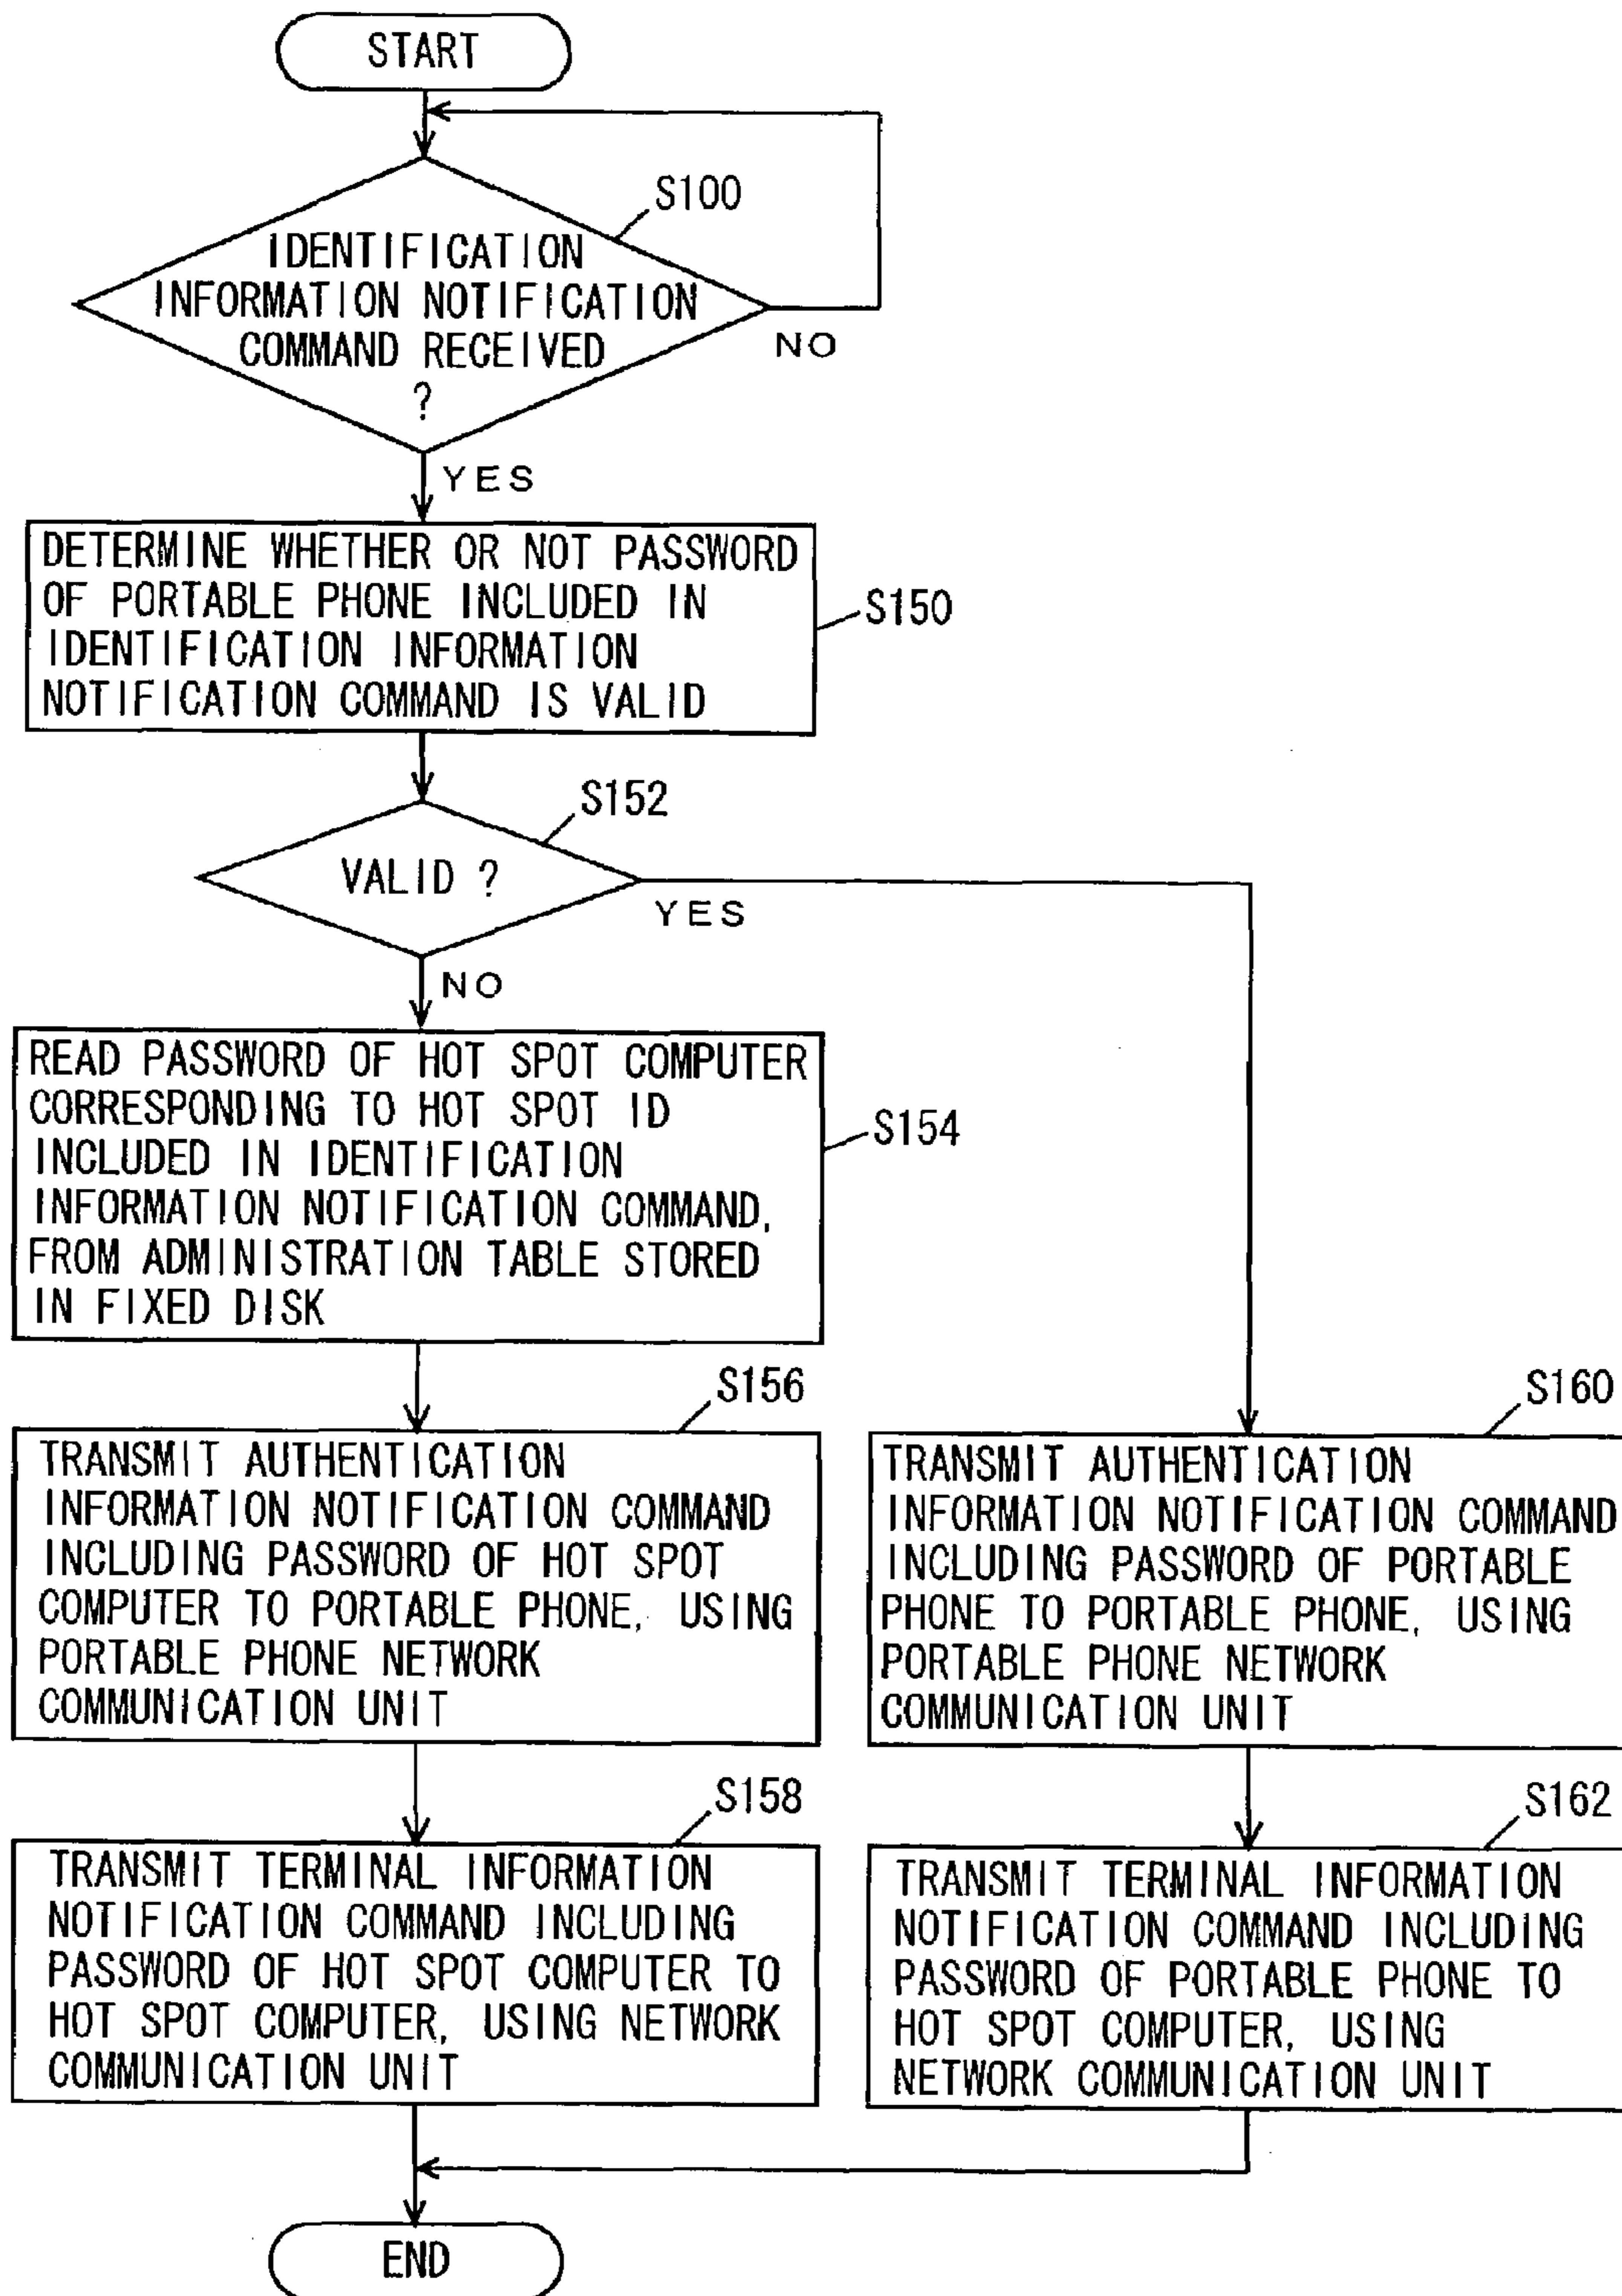 START
S100
IDENTIFICATION
INFORMATION NOTIFICATION
COMMAND RECEIVED
?
NO
YES
DETERMINE WHETHER OR NOT PASSWORD
OF PORTABLE PHONE INCLUDED IN
IDENTIFICATION INFORMATION
NOTIFICATION COMMAND IS VALID
S150
S152
VALID ?
YES
NO
READ PASSWORD OF HOT SPOT COMPUTER
CORRESPONDING TO HOT SPOT ID
INCLUDED IN IDENTIFICATION
INFORMATION NOTIFICATION COMMAND,
FROM ADMINISTRATION TABLE STORED
IN FIXED DISK
S154
S156
TRANSMIT AUTHENTICATION
INFORMATION NOTIFICATION COMMAND
INCLUDING PASSWORD OF HOT SPOT
COMPUTER TO PORTABLE PHONE, USING
PORTABLE PHONE NETWORK
COMMUNICATION UNIT
S160
TRANSMIT AUTHENTICATION
INFORMATION NOTIFICATION COMMAND
INCLUDING PASSWORD OF PORTABLE
PHONE TO PORTABLE PHONE, USING
PORTABLE PHONE NETWORK
COMMUNICATION UNIT
S158
TRANSMIT TERMINAL INFORMATION
NOTIFICATION COMMAND INCLUDING
PASSWORD OF HOT SPOT COMPUTER TO
HOT SPOT COMPUTER, USING NETWORK
COMMUNICATION UNIT
S162
TRANSMIT TERMINAL INFORMATION
NOTIFICATION COMMAND INCLUDING
PASSWORD OF PORTABLE PHONE TO
HOT SPOT COMPUTER, USING
NETWORK COMMUNICATION UNIT
END